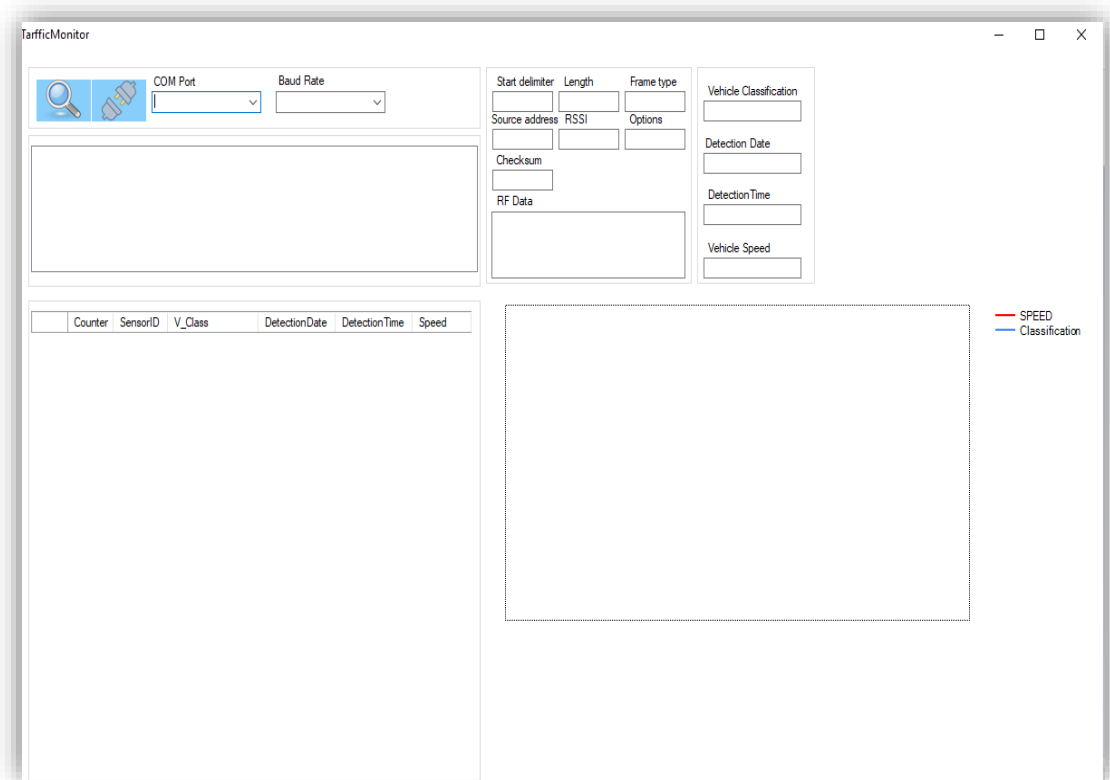 TarfficMonitor
COM Port
Baud Rate
Start delimiter Length Frame type
Source address RSSI Options
Checksum
RF Data
Vehicle Classification
Detection Date
DetectionTime
Vehicle Speed
Counter SensorID V_Class DetectionDate DetectionTime Speed
SPEED
Classification